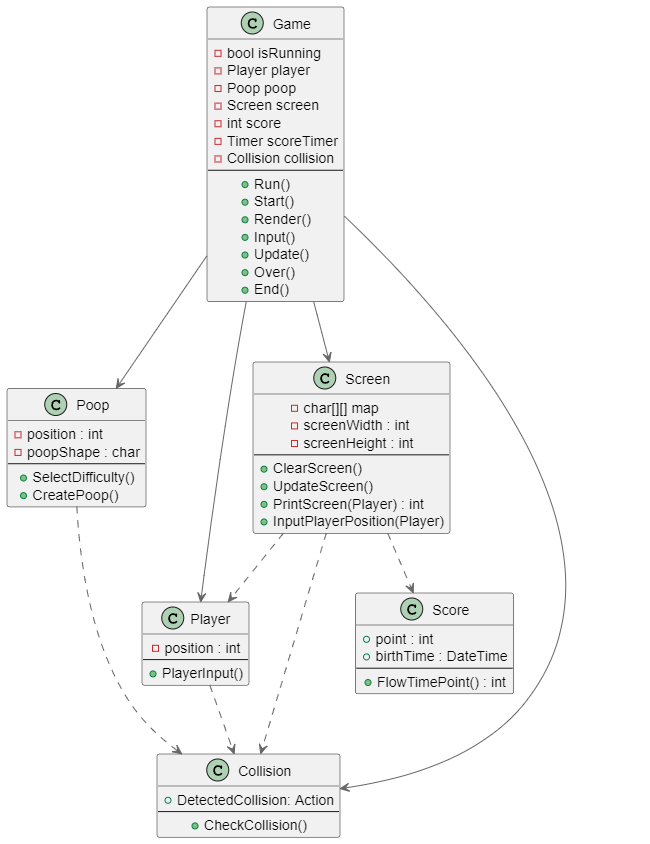 C Game
bool isRunning
Player player
Poop poop
Screen screen
int score
Timer scoreTimer
Collision collision
Run()
Start()
Render()
Input()
Update()
Over()
End()
C Poop
position : int
poopShape : char
SelectDifficulty()
CreatePoop()
C Screen
char[][] map
screenWidth : int
screenHeight : int
ClearScreen()
UpdateScreen()
PrintScreen(Player) : int
InputPlayerPosition(Player)
C Player
position : int
PlayerInput()
C Score
point : int
birthTime : DateTime
FlowTimePoint() : int
C Collision
DetectedCollision: Action
CheckCollision()